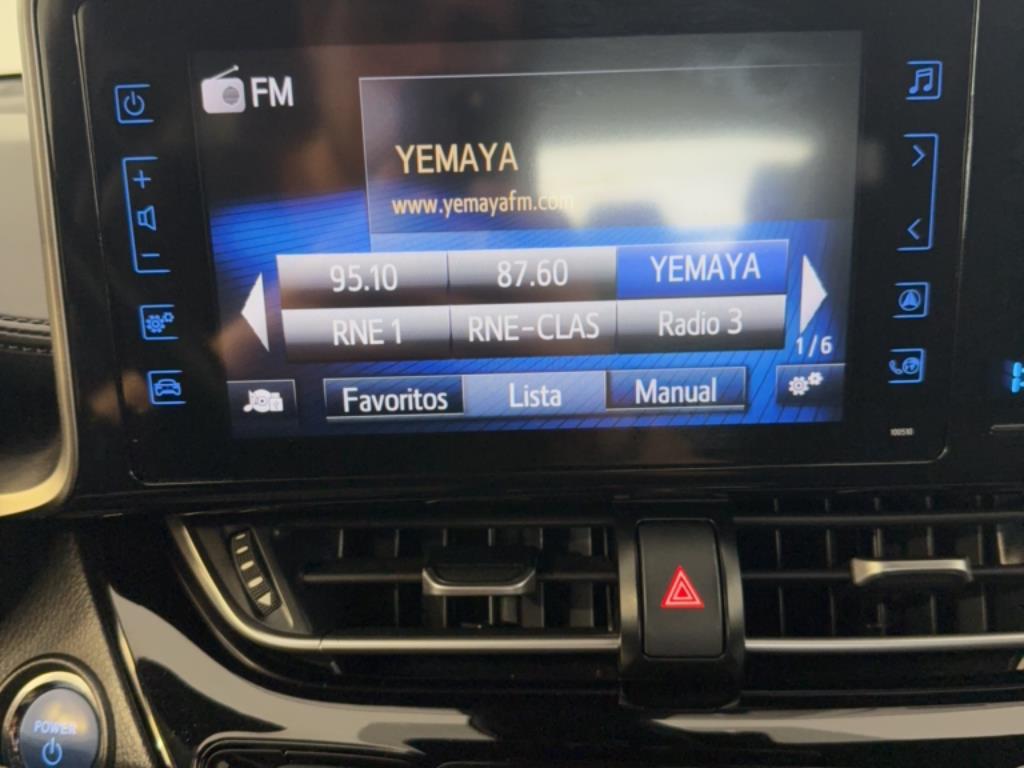 FM
YEMAYA
www.yemayafm.com
95.10 87.60 YEMAYA
RNE 1 RNE-CLAS Radio 3
1/6
Favoritos Lista Manual
100510
POWER